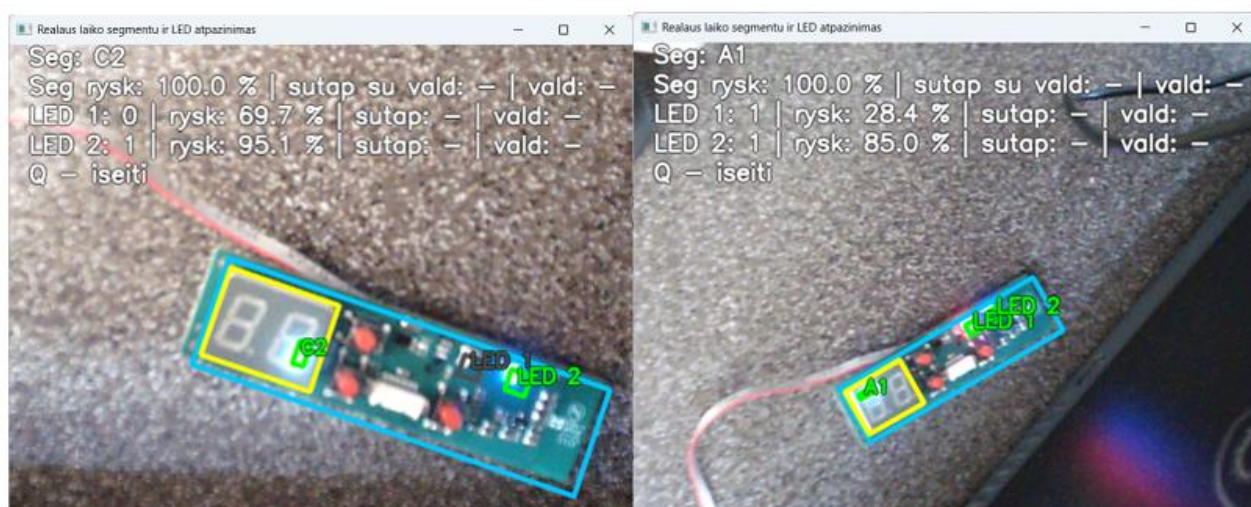 Realaus laiko segmentu ir LED atpazinimas
Seg: C2
Seg rysk: 100.0 % | sutap su vald: – | vald: –
LED 1: 0 | rysk: 69.7 % | sutap: – | vald: –
LED 2: 1 | rysk: 95.1 % | sutap: – | vald: –
Q – iseiti
C2
LED 1
LED 2
Realaus laiko segmentu ir LED atpazinimas
Seg: A1
Seg rysk: 100.0 % | sutap su vald: – | vald: –
LED 1: 1 | rysk: 28.4 % | sutap: – | vald: –
LED 2: 1 | rysk: 85.0 % | sutap: – | vald: –
Q – iseiti
LED 2
LED 1
A1